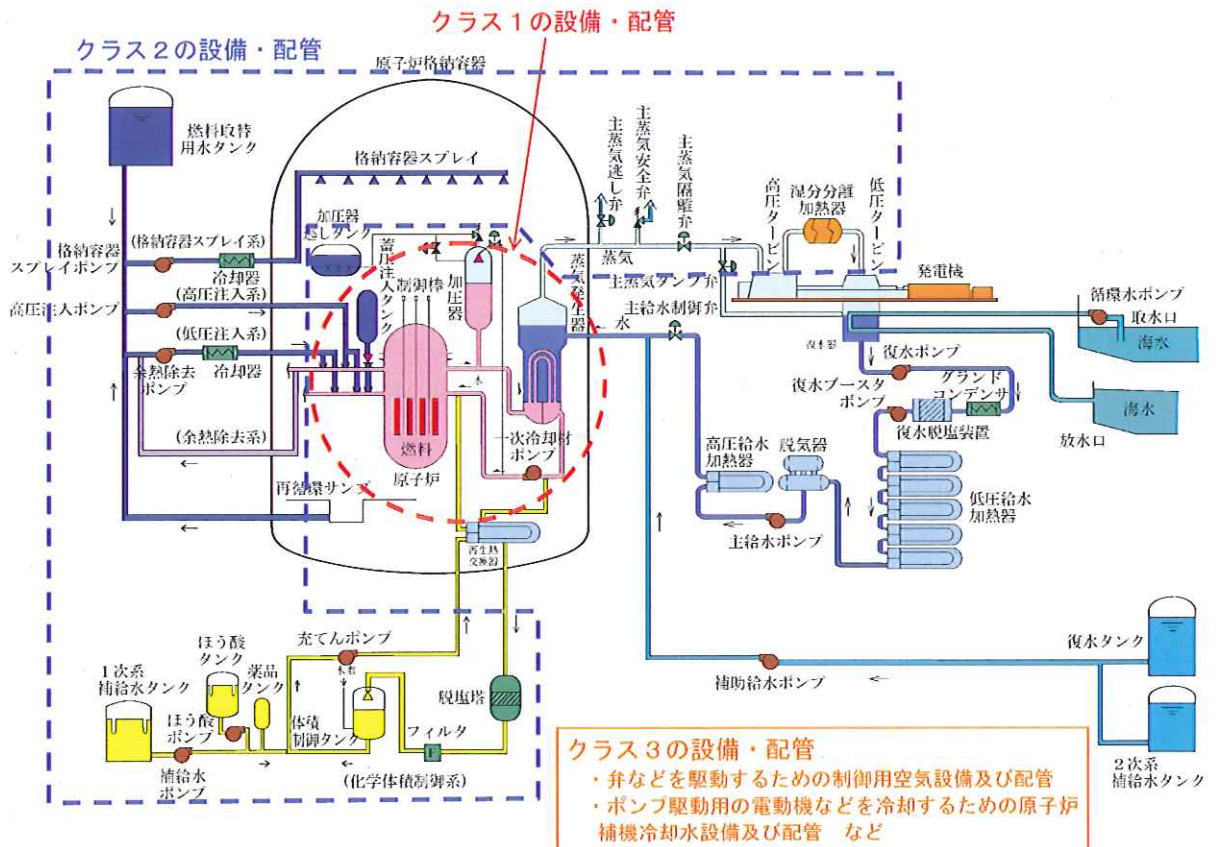 クラス1の設備・配管
クラス2の設備・配管
原子炉格納容器
燃料取替
用水タンク
格納容器スプレイ
加圧器
逃しタンク
主蒸気逃し弁
主蒸気安全弁
主蒸気隔離弁
高圧タービン
湿分分離
加熱器
低圧タービン
格納容器
スプレイポンプ
(格納容器スプレイ系)
冷却器
蓄圧注入タンク
制御棒
加圧器
蒸気発生器
蒸気
主蒸気ダンプ弁
発電機
高圧注入ポンプ
(高圧注入系)
主給水制御弁
水
循環水ポンプ
取水口
海水
(低圧注入系)
余熱除去
ポンプ
冷却器
水
復水器
復水ポンプ
復水ブースタ
ポンプ
グランド
コンデンサ
復水脱塩装置
海水
放水口
(余熱除去系)
燃料
原子炉
一次冷却材
ポンプ
高圧給水
加熱器
脱気器
低圧給水
加熱器
再循環サンプ
主給水ポンプ
再生熱
交換器
充てんポンプ
ほう酸
タンク
1次系
補給水タンク
薬品
タンク
水素
脱塩塔
ほう酸
ポンプ
体積
制御タンク
フィルタ
F
補給水
ポンプ
(化学体積制御系)
補助給水ポンプ
復水タンク
2次系
補給水タンク
クラス3の設備・配管
・弁などを駆動するための制御用空気設備及び配管
・ポンプ駆動用の電動機などを冷却するための原子炉
補機冷却水設備及び配管 など